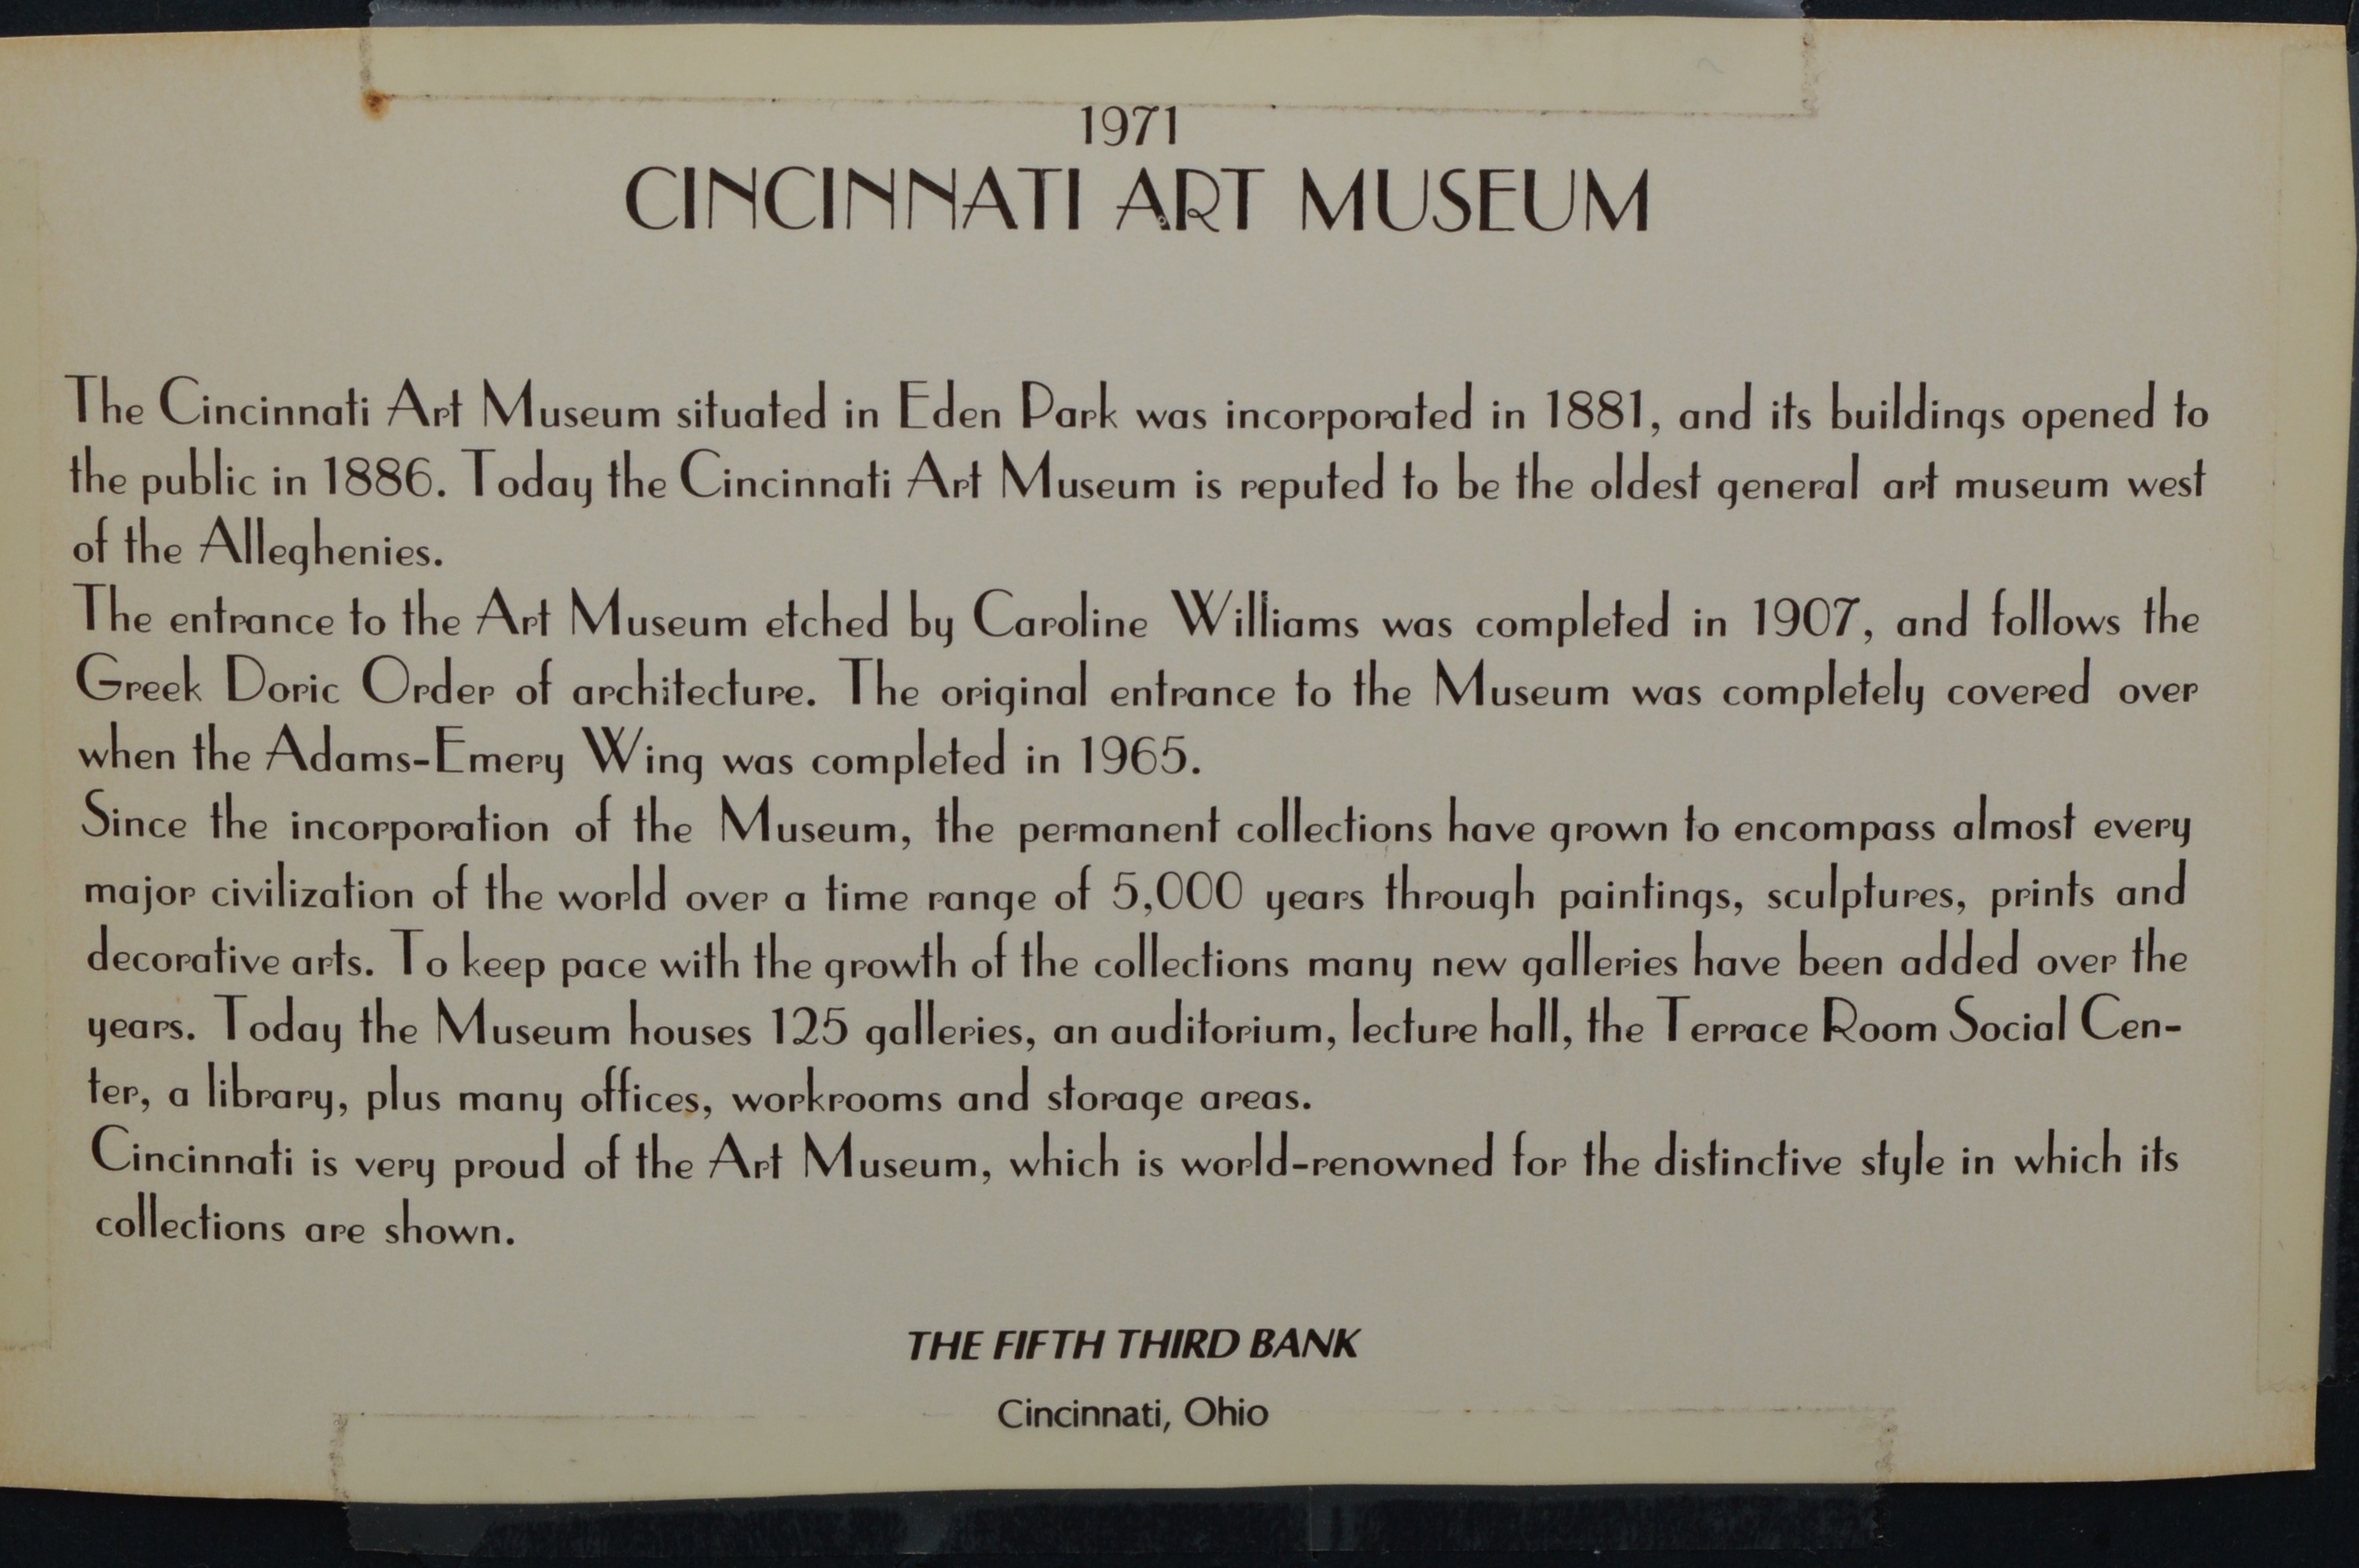 1971
CINCINNATI ART MUSEUM
The Cincinnati Art Museum situated in Eden Park was incorporated in 1881, and its buildings opened to
the public in 1886. Today the Cincinnati Art Museum is reputed to be the oldest general art museum west
of the Alleghenies.
The entrance to the Art Museum etched by Caroline Williams was completed in 1907, and follows the
Greek Doric Order of architecture. The original entrance to the Museum was completely covered over
when the Adams-Emery Wing was completed in 1965.
Since the incorporation of the Museum, the permanent collections have grown to encompass almost every
major civilization of the world over a time range of 5,000 years through paintings, sculptures, prints and
decorative arts. To keep pace with the growth of the collections many new galleries have been added over the
years. Today the Museum houses 125 galleries, an auditorium, lecture hall, the Terrace Room Social Cen-
ter, a library, plus many offices, workrooms and storage areas.
Cincinnati is very proud of the Art Museum, which is world-renowned for the distinctive style in which its
collections are shown.
THE FIFTH THIRD BANK
Cincinnati, Ohio